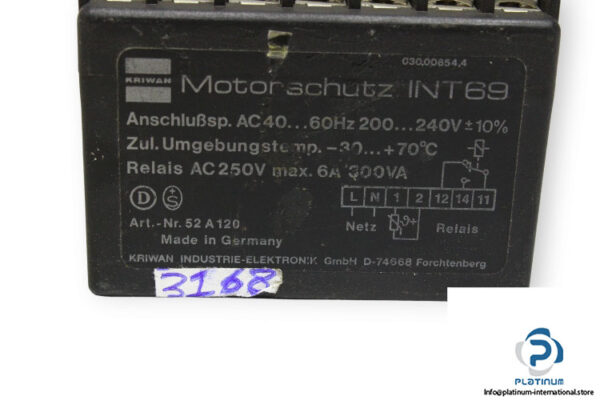 030.00654,4
KRIWAN
Motorschutz INT69
Anschlußsp. AC 40...60Hz 200...240V ±10%
Zul. Umgebungstemp. -30...+70°C
Relais AC 250V max. 6A 300VA
D S
L N 1 2 12 14 11
Netz Relais
Art.-Nr. 52 A 120
Made in Germany
KRIWAN INDUSTRIE-ELEKTRONIK GmbH D-74668 Forchtenberg
3168
PLATINUM
INTERNATIONAL
Info@platinum-international.store